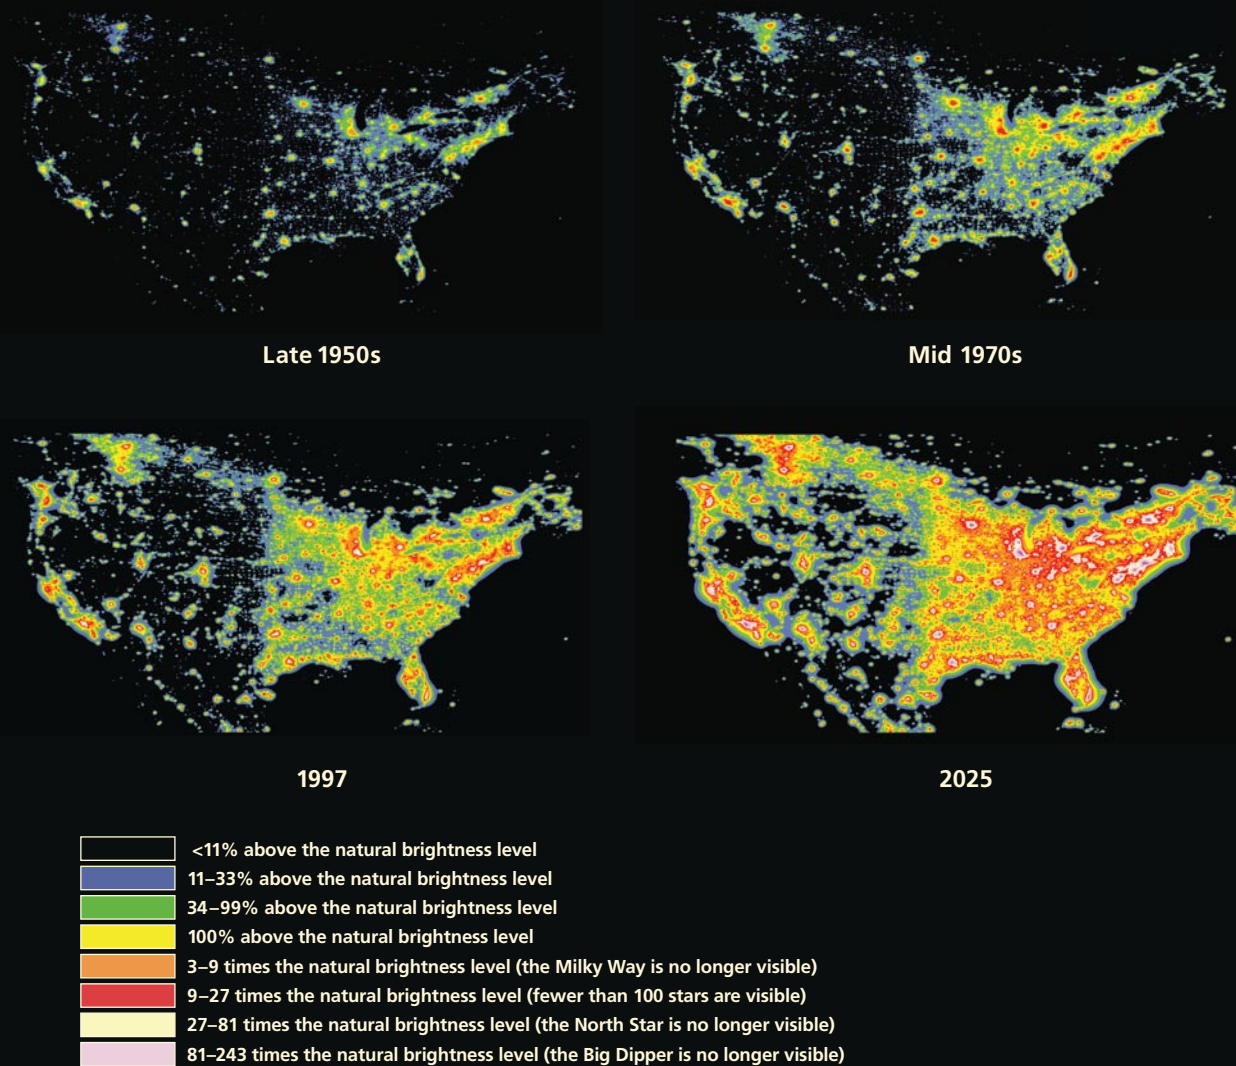 Late 1950s
Mid 1970s
1997
2025
<11% above the natural brightness level
11–33% above the natural brightness level
34–99% above the natural brightness level
100% above the natural brightness level
3–9 times the natural brightness level (the Milky Way is no longer visible)
9–27 times the natural brightness level (fewer than 100 stars are visible)
27–81 times the natural brightness level (the North Star is no longer visible)
81–243 times the natural brightness level (the Big Dipper is no longer visible)